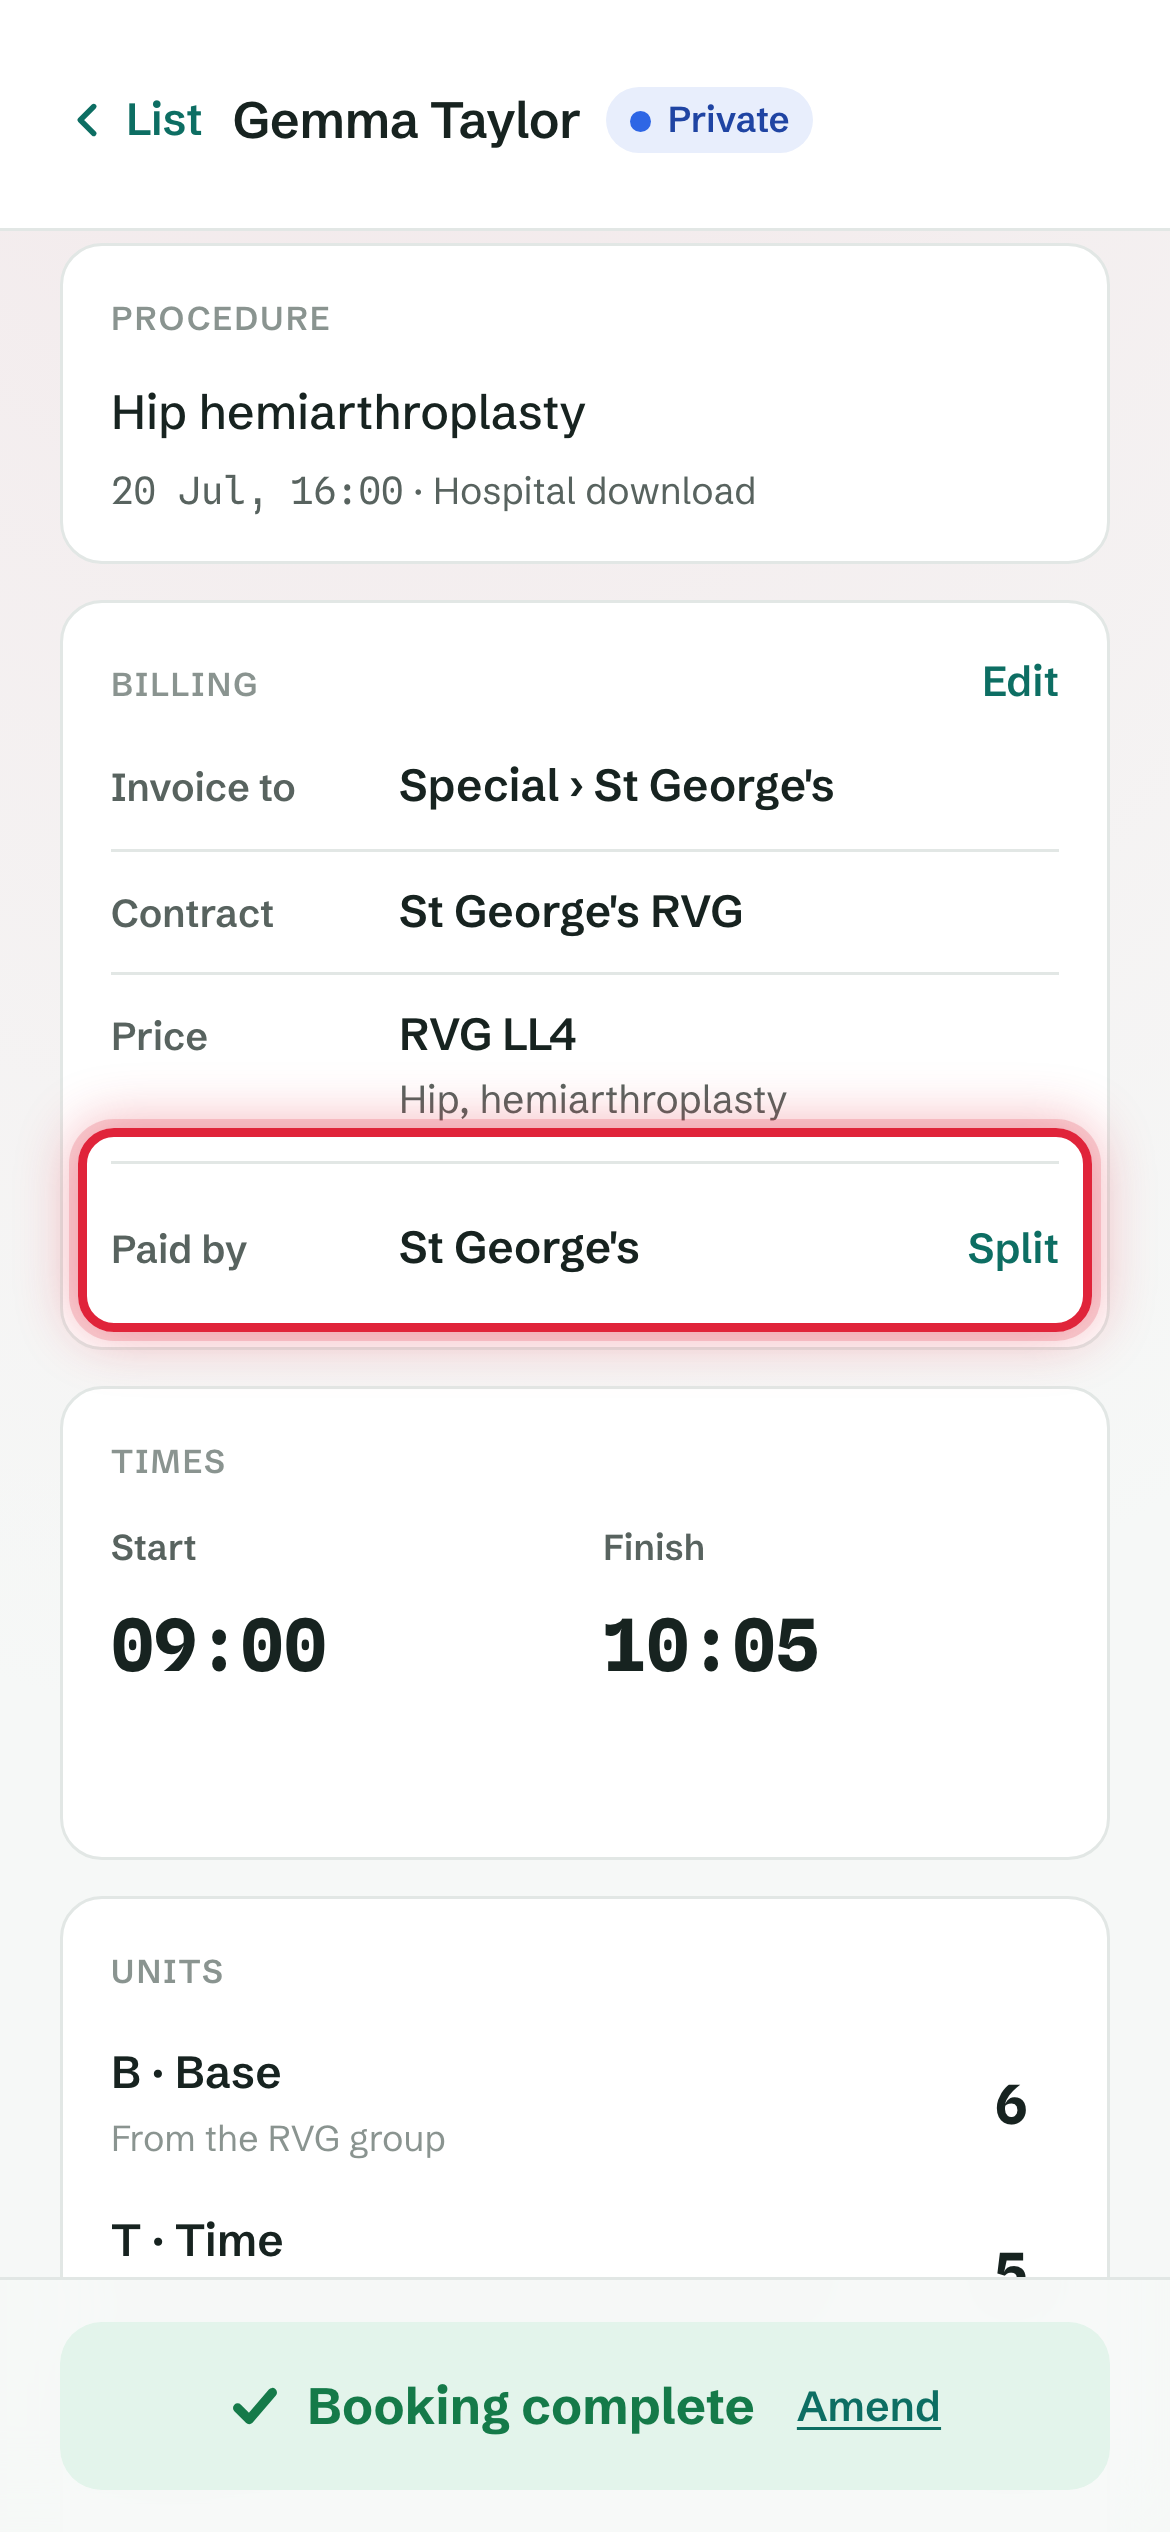 List Gemma Taylor Private
PROCEDURE
Hip hemiarthroplasty
20 Jul, 16:00 · Hospital download
BILLING Edit
Invoice to Special › St George's
Contract St George's RVG
Price RVG LL4
Hip, hemiarthroplasty
Paid by St George's Split
TIMES
Start Finish
09:00 10:05
UNITS
B · Base 6
From the RVG group
T · Time 5
Booking complete Amend